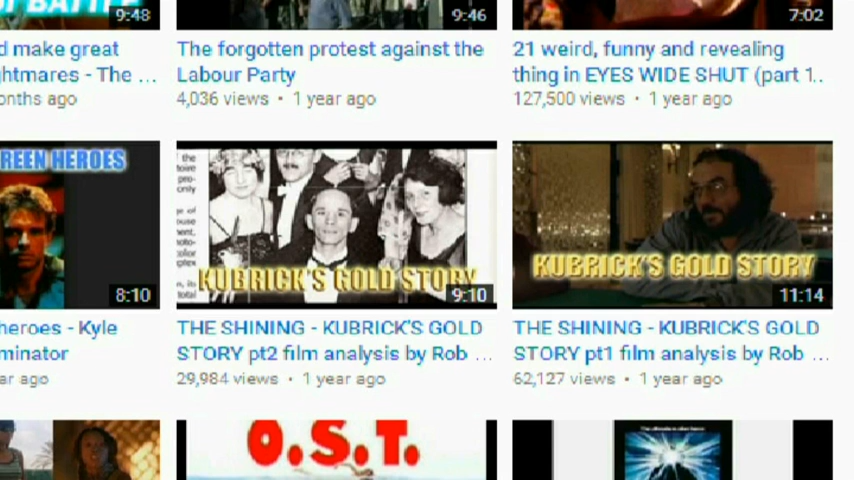 9:48
9:46
7:02
d make great
ghtmares - The ...
onths ago
The forgotten protest against the
Labour Party
4,036 views • 1 year ago
21 weird, funny and revealing
thing in EYES WIDE SHUT (part 1..
127,500 views • 1 year ago
REEN HEROES
8:10
the
KUBRICK'S GOLD STORY
total
9:10
KUBRICK'S GOLD STORY
11:14
heroes - Kyle
minator
ar ago
THE SHINING - KUBRICK'S GOLD
STORY pt2 film analysis by Rob ...
29,984 views • 1 year ago
THE SHINING - KUBRICK'S GOLD
STORY pt1 film analysis by Rob ...
62,127 views • 1 year ago
O.S.T.